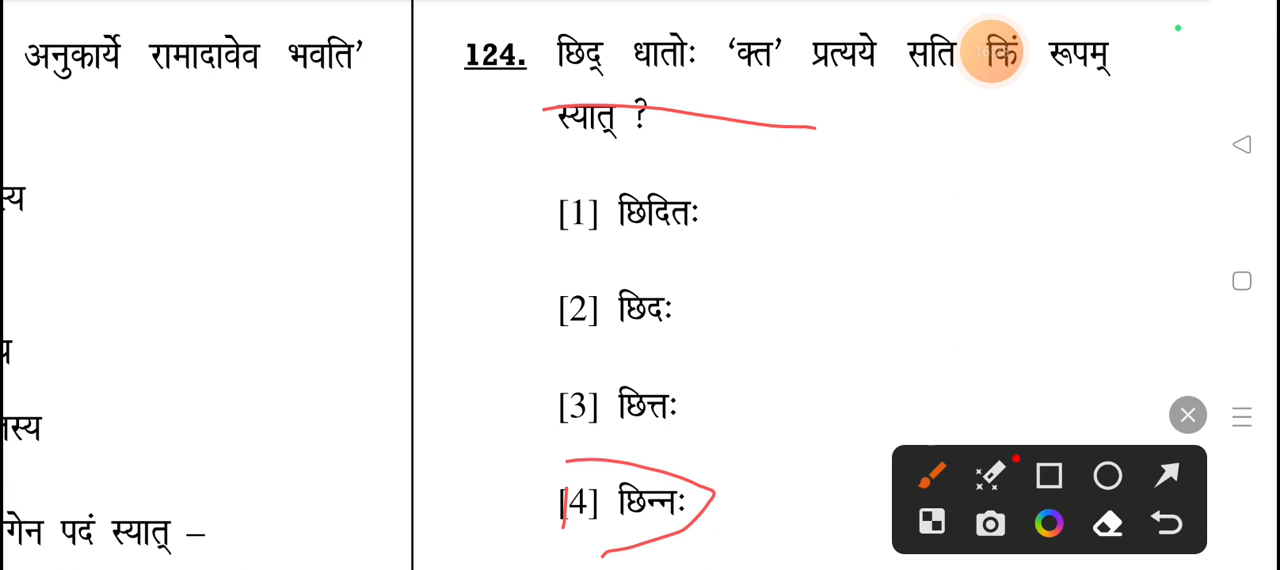 अनुकार्ये रामादावेव भवति’
स्य
गेन पदं स्यात् –
124. छिद् धातोः ‘क्त’ प्रत्यये सति किं रूपम्
स्यात् ?
[1] छिदितः
[2] छिदः
[3] छित्तः
[4] छिन्नः